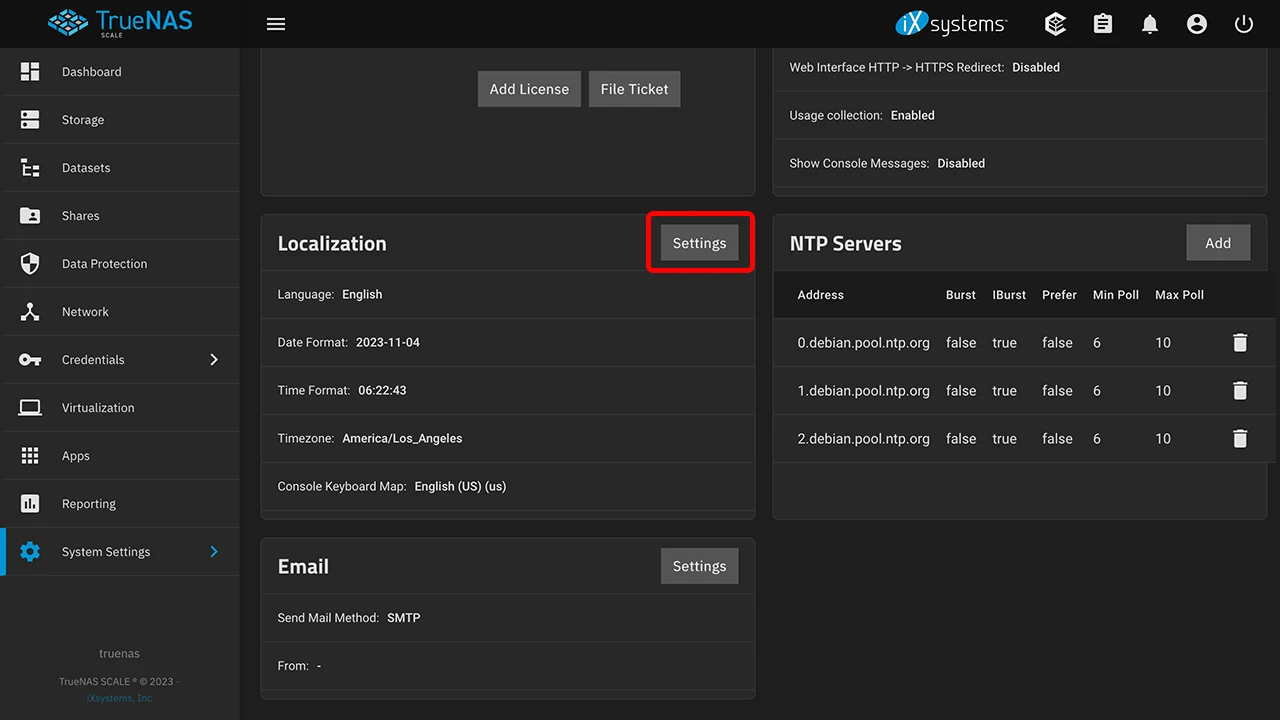 TrueNAS
SCALE
iXsystems
Dashboard
Storage
Datasets
Shares
Data Protection
Network
Credentials
Virtualization
Apps
Reporting
System Settings
truenas
TrueNAS SCALE ® © 2023 -
iXsystems, Inc
Add License File Ticket
Web Interface HTTP -> HTTPS Redirect: Disabled
Usage collection: Enabled
Show Console Messages: Disabled
Localization Settings
Language: English
Date Format: 2023-11-04
Time Format: 06:22:43
Timezone: America/Los_Angeles
Console Keyboard Map: English (US) (us)
NTP Servers Add
Address Burst IBurst Prefer Min Poll Max Poll
0.debian.pool.ntp.org false true false 6 10
1.debian.pool.ntp.org false true false 6 10
2.debian.pool.ntp.org false true false 6 10
Email Settings
Send Mail Method: SMTP
From: -